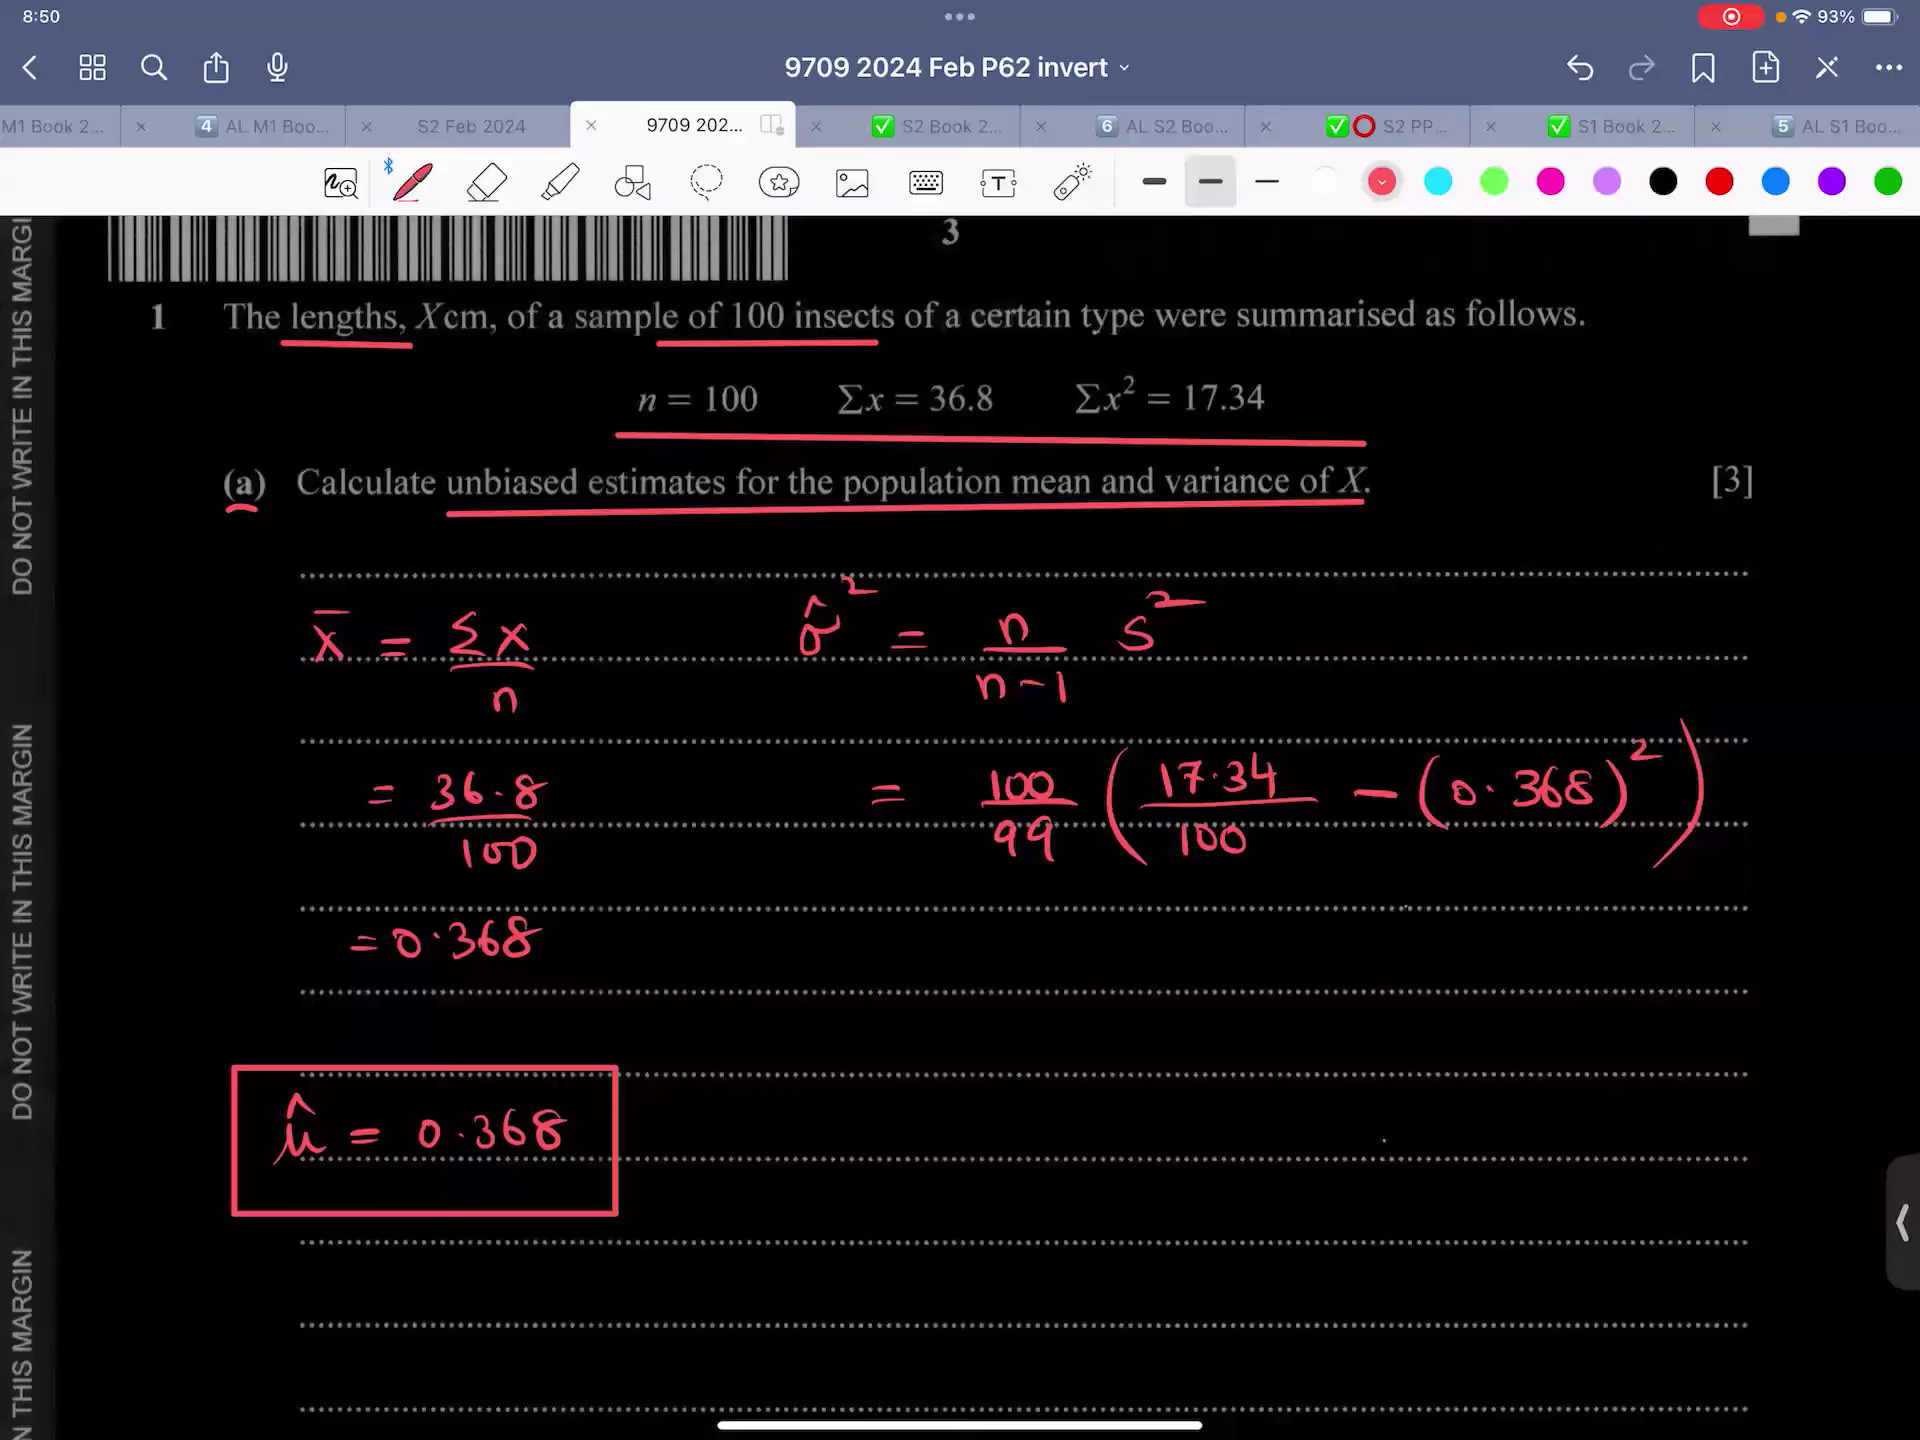 8:50
93%
9709 2024 Feb P62 invert
M1 Book 2...
4 AL M1 Boo...
S2 Feb 2024
9709 202...
S2 Book 2...
6 AL S2 Boo...
S2 PP...
S1 Book 2...
5 AL S1 Boo...
T
3
DO NOT WRITE IN THIS MARGI
1 The lengths, X cm, of a sample of 100 insects of a certain type were summarised as follows.
n = 100 Σx = 36.8 Σx² = 17.34
(a) Calculate unbiased estimates for the population mean and variance of X. [3]
x̄ = Σx/n σ̂² = n/(n-1) s²
= 36.8/100 = 100/99 (17.34/100 - (0.368)²)
= 0.368
DO NOT WRITE IN THIS MARGIN
μ̂ = 0.368
N THIS MARGIN